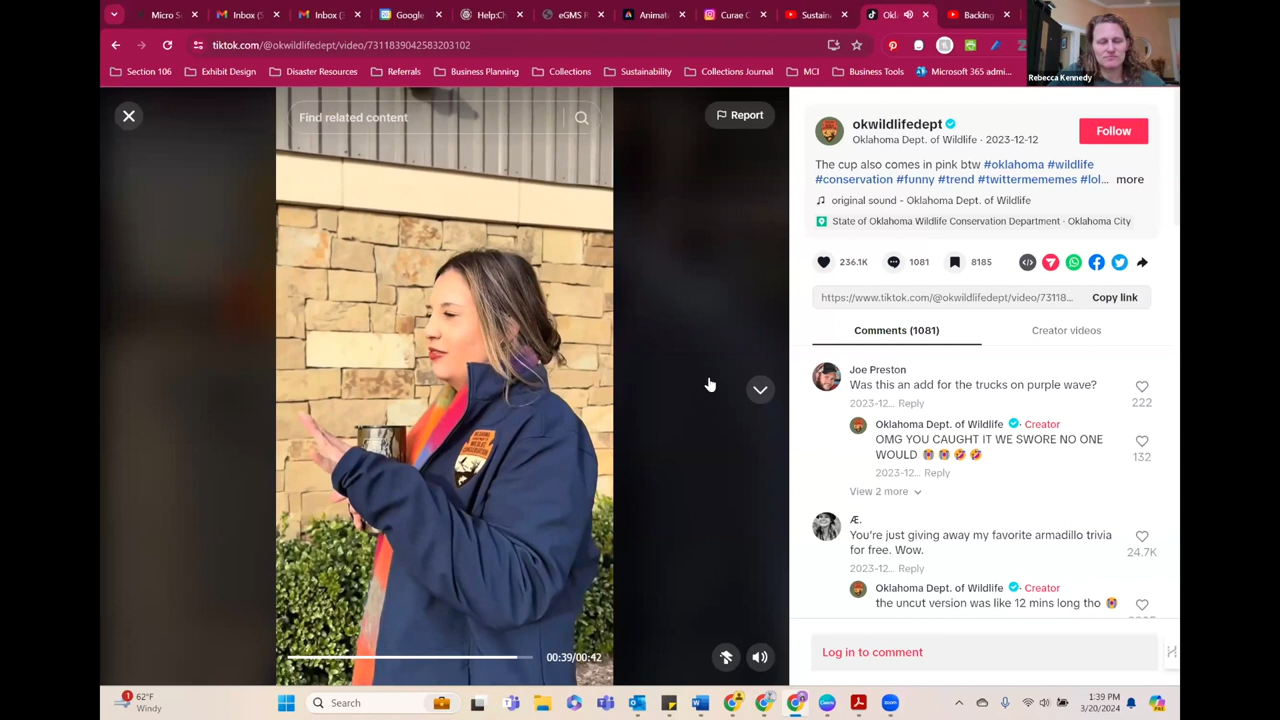 Micro S
Inbox (5
Inbox (3
Google
Help:Ch
eGMS R
Animat
Curae C
Sustain
Okl
Backing
tiktok.com/@okwildlifedept/video/7311839042583203102
Section 106
Exhibit Design
Disaster Resources
Referrals
Business Planning
Collections
Sustainability
Collections Journal
MCI
Business Tools
Microsoft 365 admi...
Rebecca Kennedy
Find related content
Report
okwildlifedept
Oklahoma Dept. of Wildlife · 2023-12-12
Follow
The cup also comes in pink btw #oklahoma #wildlife
#conservation #funny #trend #twittermemes #lol... more
original sound - Oklahoma Dept. of Wildlife
State of Oklahoma Wildlife Conservation Department · Oklahoma City
236.1K
1081
8185
https://www.tiktok.com/@okwildlifedept/video/73118...
Copy link
Comments (1081)
Creator videos
Joe Preston
Was this an add for the trucks on purple wave?
2023-12... Reply
222
Oklahoma Dept. of Wildlife · Creator
OMG YOU CAUGHT IT WE SWORE NO ONE
WOULD
2023-12... Reply
132
View 2 more
Æ.
You're just giving away my favorite armadillo trivia
for free. Wow.
2023-12... Reply
24.7K
Oklahoma Dept. of Wildlife · Creator
the uncut version was like 12 mins long tho
00:39/00:42
Log in to comment
1
62°F
Windy
Search
1:39 PM
3/20/2024